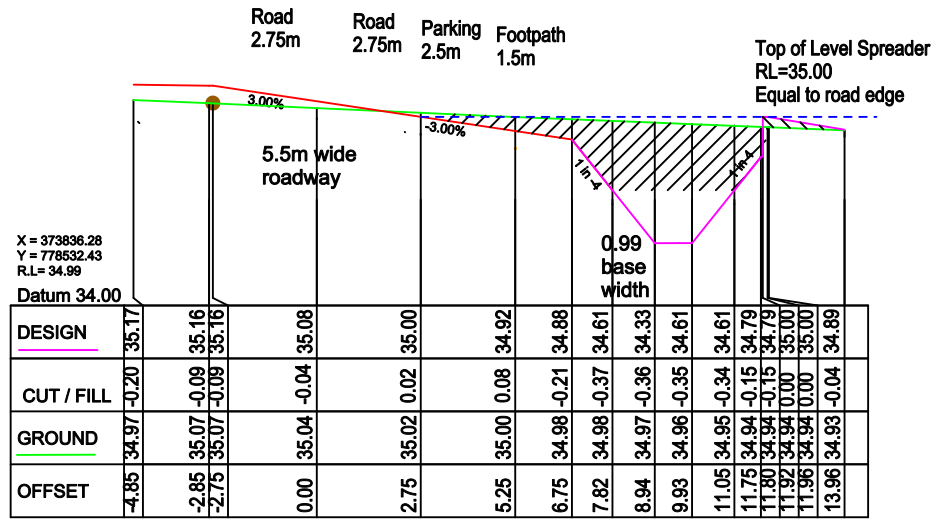 Road
2.75m
Road
2.75m
Parking
2.5m
Footpath
1.5m
Top of Level Spreader
RL=35.00
Equal to road edge
3.00%
-3.00%
5.5m wide
roadway
1 in -4
1 in 4
0.99
base
width
X = 373836.28
Y = 778532.43
R.L= 34.99
Datum 34.00
DESIGN 35.17 35.16 35.16 35.08 35.00 34.92 34.88 34.61 34.33 34.61 34.61 34.79 34.79 35.00 35.00 34.89
CUT / FILL -0.20 -0.09 -0.09 -0.04 0.02 0.08 -0.21 -0.37 -0.36 -0.35 -0.34 -0.15 -0.15 0.00 0.00 -0.04
GROUND 34.97 35.07 35.07 35.04 35.02 35.00 34.98 34.98 34.97 34.96 34.95 34.94 34.94 34.94 34.94 34.93
OFFSET -4.85 -2.85 -2.75 0.00 2.75 5.25 6.75 7.82 8.94 9.93 11.05 11.75 11.80 11.92 11.96 13.96